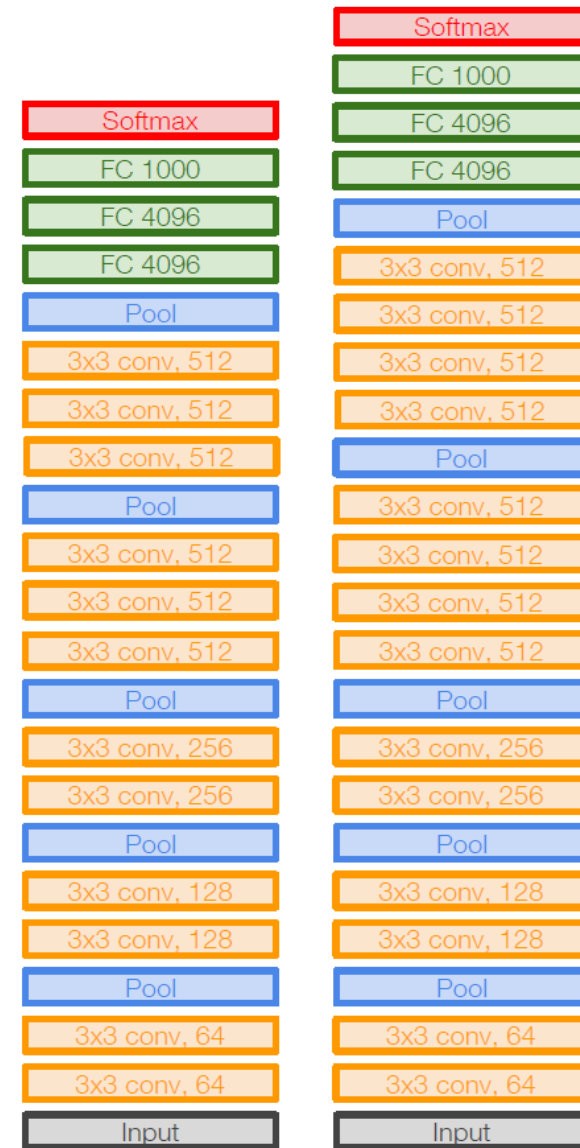 Softmax
FC 1000
FC 4096
FC 4096
Pool
3x3 conv, 512
3x3 conv, 512
3x3 conv, 512
Pool
3x3 conv, 512
3x3 conv, 512
3x3 conv, 512
Pool
3x3 conv, 256
3x3 conv, 256
Pool
3x3 conv, 128
3x3 conv, 128
Pool
3x3 conv, 64
3x3 conv, 64
Input
Softmax
FC 1000
FC 4096
FC 4096
Pool
3x3 conv, 512
3x3 conv, 512
3x3 conv, 512
3x3 conv, 512
Pool
3x3 conv, 512
3x3 conv, 512
3x3 conv, 512
3x3 conv, 512
Pool
3x3 conv, 256
3x3 conv, 256
Pool
3x3 conv, 128
3x3 conv, 128
Pool
3x3 conv, 64
3x3 conv, 64
Input